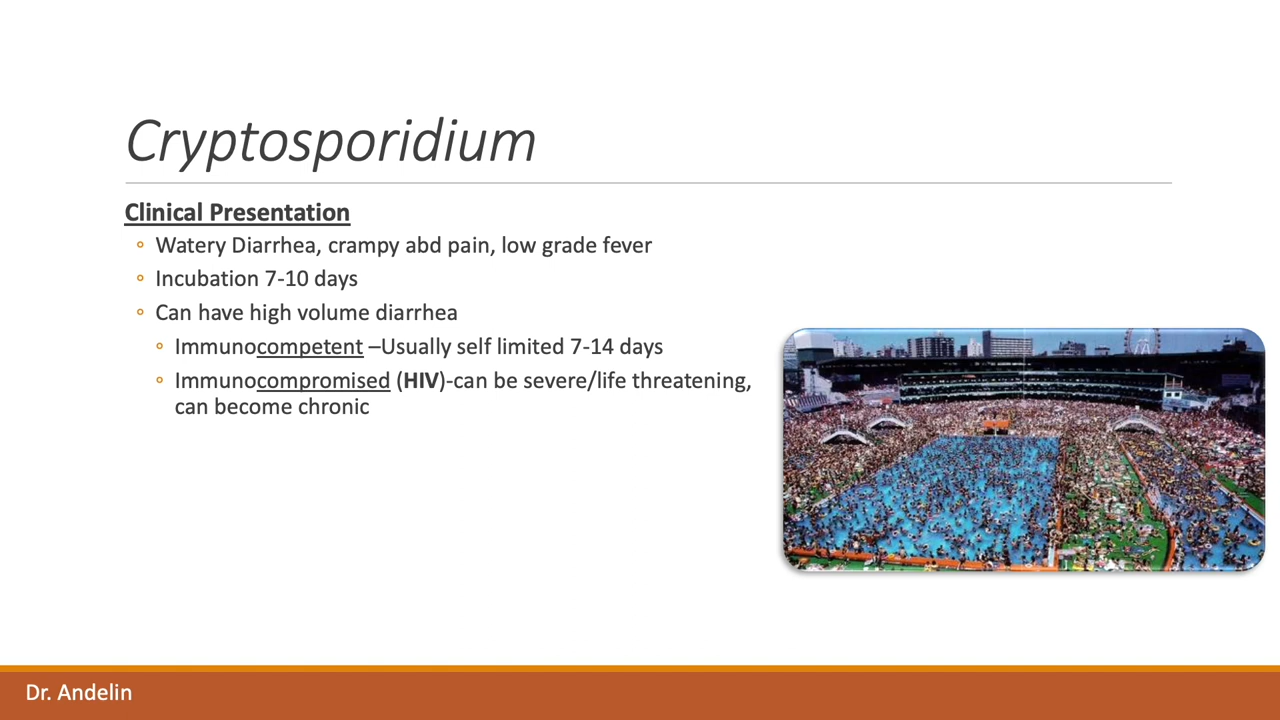 Cryptosporidium
Clinical Presentation
Watery Diarrhea, crampy abd pain, low grade fever
Incubation 7-10 days
Can have high volume diarrhea
Immunocompetent –Usually self limited 7-14 days
Immunocompromised (HIV)-can be severe/life threatening,
can become chronic
Dr. Andelin